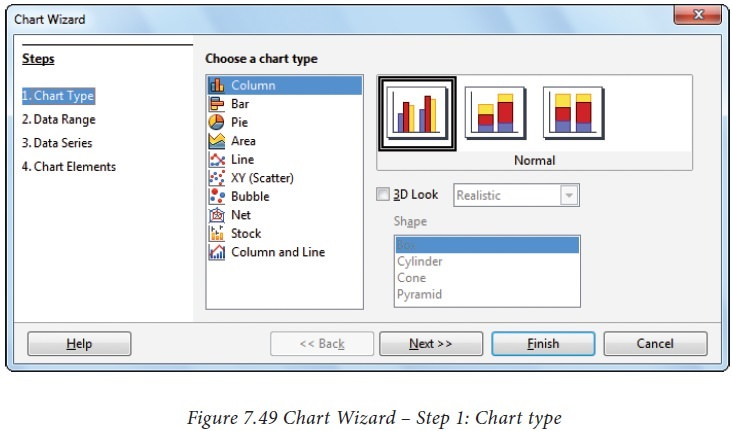 Chart Wizard
Steps
1. Chart Type
2. Data Range
3. Data Series
4. Chart Elements
Choose a chart type
Column
Bar
Pie
Area
Line
XY (Scatter)
Bubble
Net
Stock
Column and Line
Normal
3D Look
Realistic
Shape
Box
Cylinder
Cone
Pyramid
Help
<< Back
Next >>
Finish
Cancel
Figure 7.49 Chart Wizard – Step 1: Chart type